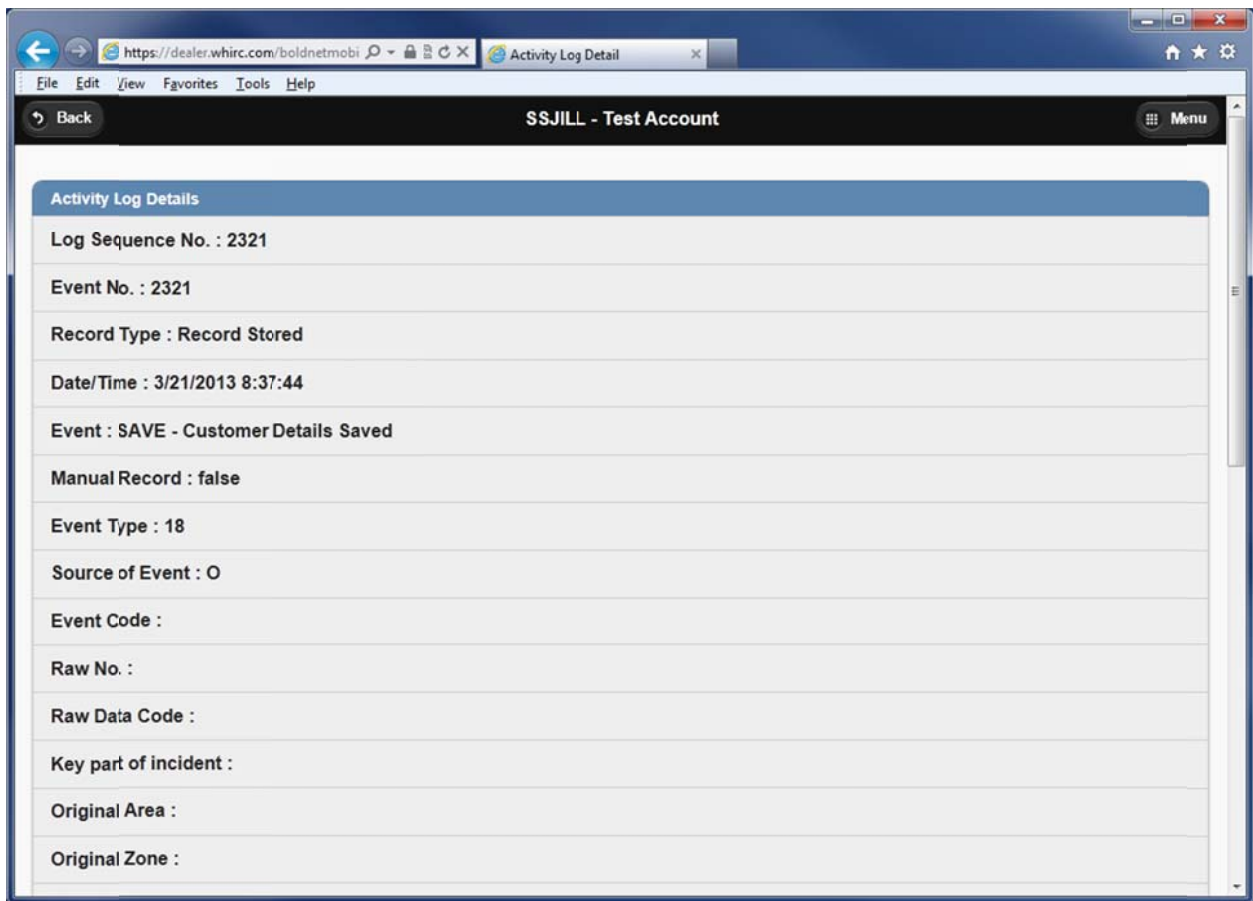 https://dealer.whirc.com/boldnetmobi
Activity Log Detail
File Edit View Favorites Tools Help
Back
SSJILL - Test Account
Menu
Activity Log Details
Log Sequence No. : 2321
Event No. : 2321
Record Type : Record Stored
Date/Time : 3/21/2013 8:37:44
Event : SAVE - Customer Details Saved
Manual Record : false
Event Type : 18
Source of Event : O
Event Code :
Raw No. :
Raw Data Code :
Key part of incident :
Original Area :
Original Zone :